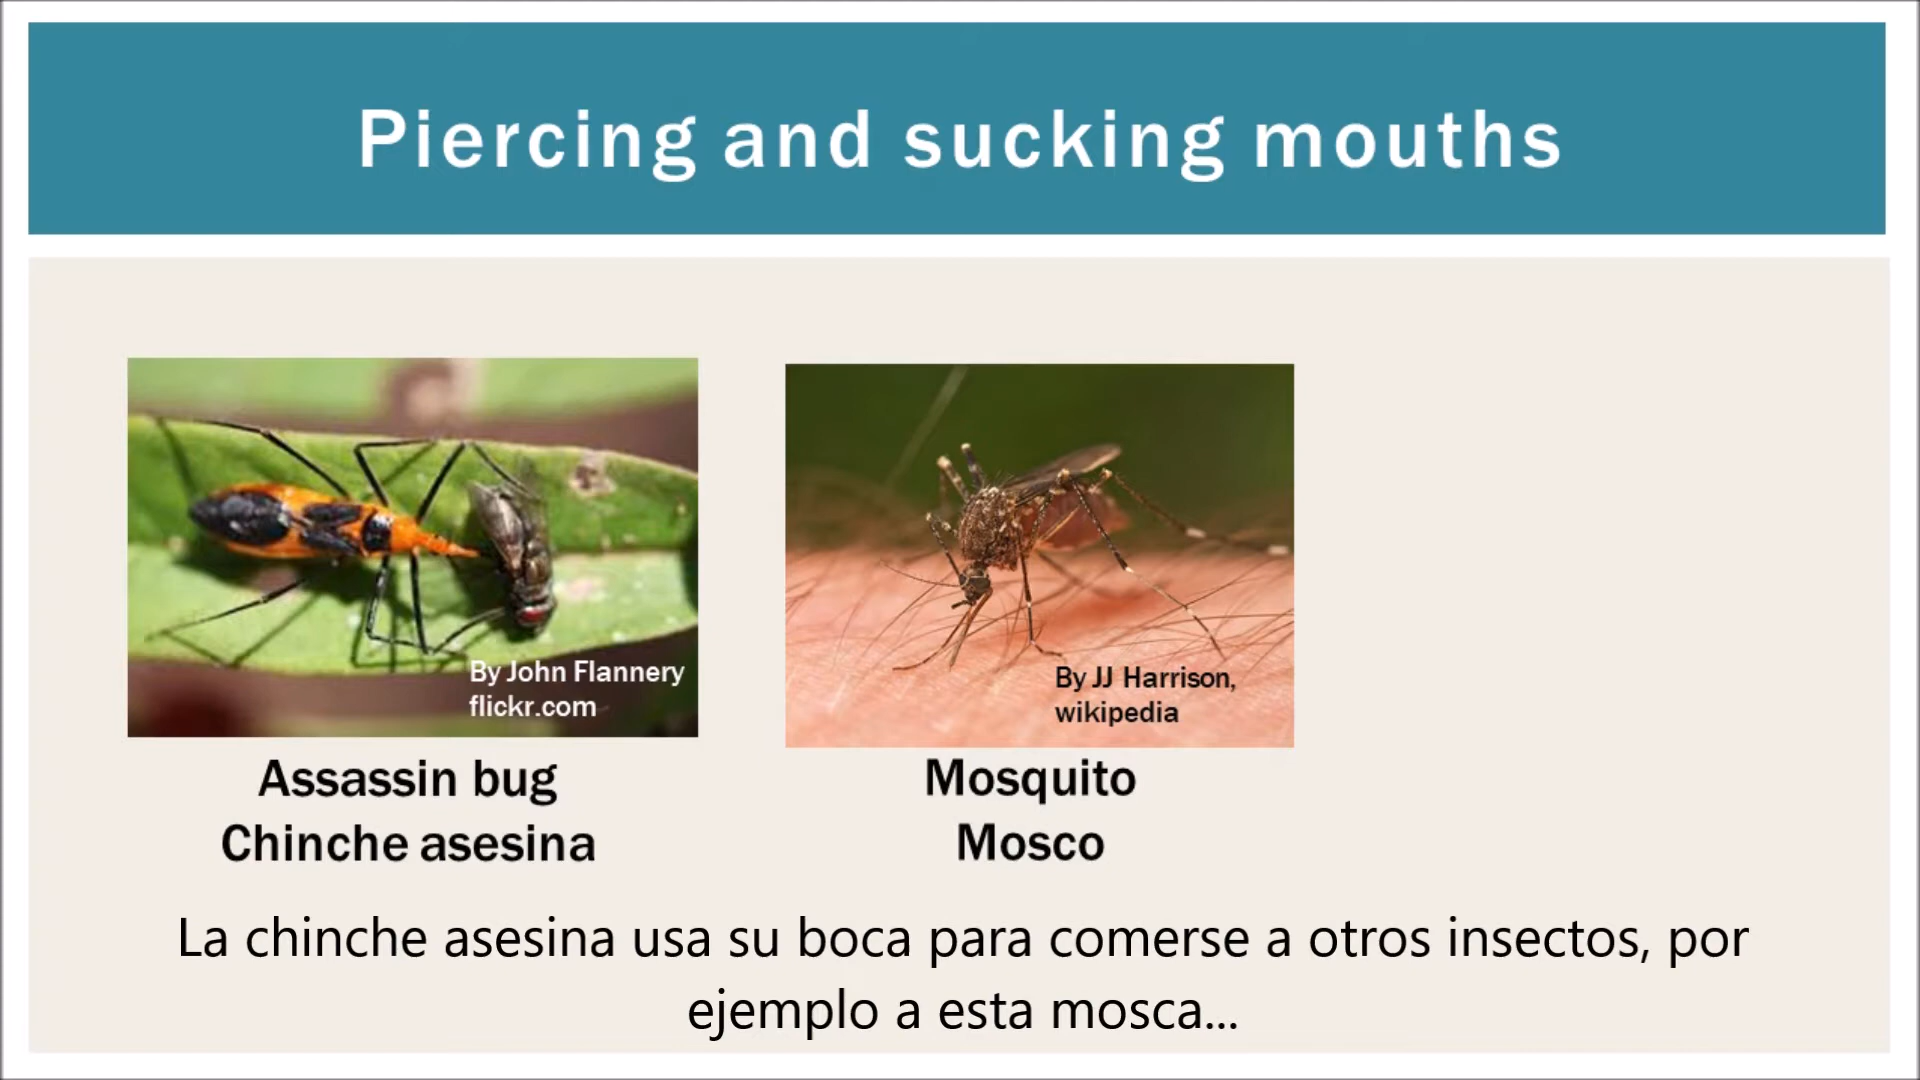 Piercing and sucking mouths
By John Flannery
flickr.com
By JJ Harrison,
wikipedia
Assassin bug
Chinche asesina
Mosquito
Mosco
La chinche asesina usa su boca para comerse a otros insectos, por
ejemplo a esta mosca...